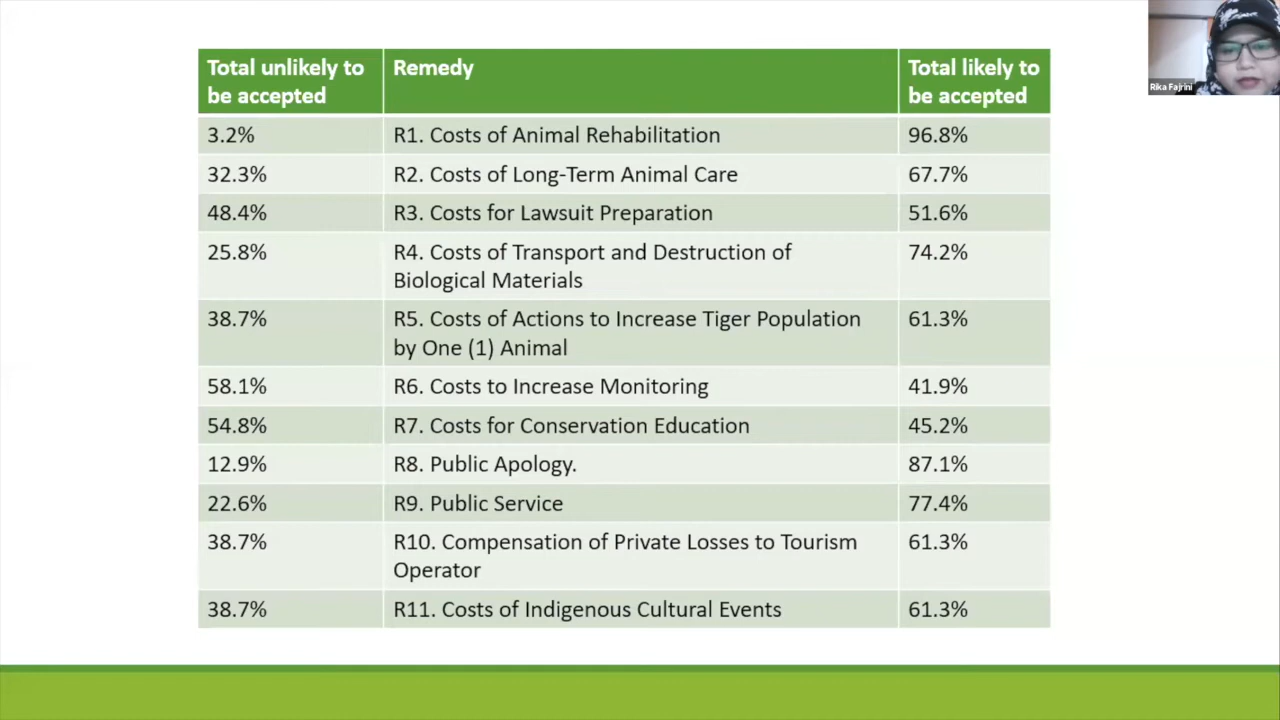 Total unlikely to be accepted | Remedy | Total likely to be accepted
3.2% | R1. Costs of Animal Rehabilitation | 96.8%
32.3% | R2. Costs of Long-Term Animal Care | 67.7%
48.4% | R3. Costs for Lawsuit Preparation | 51.6%
25.8% | R4. Costs of Transport and Destruction of Biological Materials | 74.2%
38.7% | R5. Costs of Actions to Increase Tiger Population by One (1) Animal | 61.3%
58.1% | R6. Costs to Increase Monitoring | 41.9%
54.8% | R7. Costs for Conservation Education | 45.2%
12.9% | R8. Public Apology. | 87.1%
22.6% | R9. Public Service | 77.4%
38.7% | R10. Compensation of Private Losses to Tourism Operator | 61.3%
38.7% | R11. Costs of Indigenous Cultural Events | 61.3%
Rika Fajrini